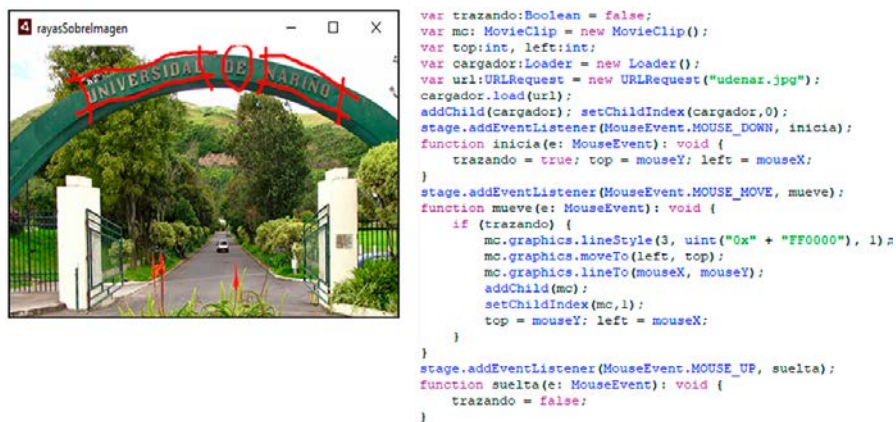 rayasSobreImagen
UNIVERSIDAD DE NARIÑO
var trazando:Boolean = false;
var mc: MovieClip = new MovieClip();
var top:int, left:int;
var cargador:Loader = new Loader();
var url:URLRequest = new URLRequest("udenar.jpg");
cargador.load(url);
addChild(cargador); setChildIndex(cargador,0);
stage.addEventListener(MouseEvent.MOUSE_DOWN, inicia);
function inicia(e: MouseEvent): void {
    trazando = true; top = mouseY; left = mouseX;
}
stage.addEventListener(MouseEvent.MOUSE_MOVE, mueve);
function mueve(e: MouseEvent): void {
    if (trazando) {
        mc.graphics.lineStyle(3, uint("0x" + "FF0000"), 1);
        mc.graphics.moveTo(left, top);
        mc.graphics.lineTo(mouseX, mouseY);
        addChild(mc);
        setChildIndex(mc,1);
        top = mouseY; left = mouseX;
    }
}
stage.addEventListener(MouseEvent.MOUSE_UP, suelta);
function suelta(e: MouseEvent): void {
    trazando = false;
}